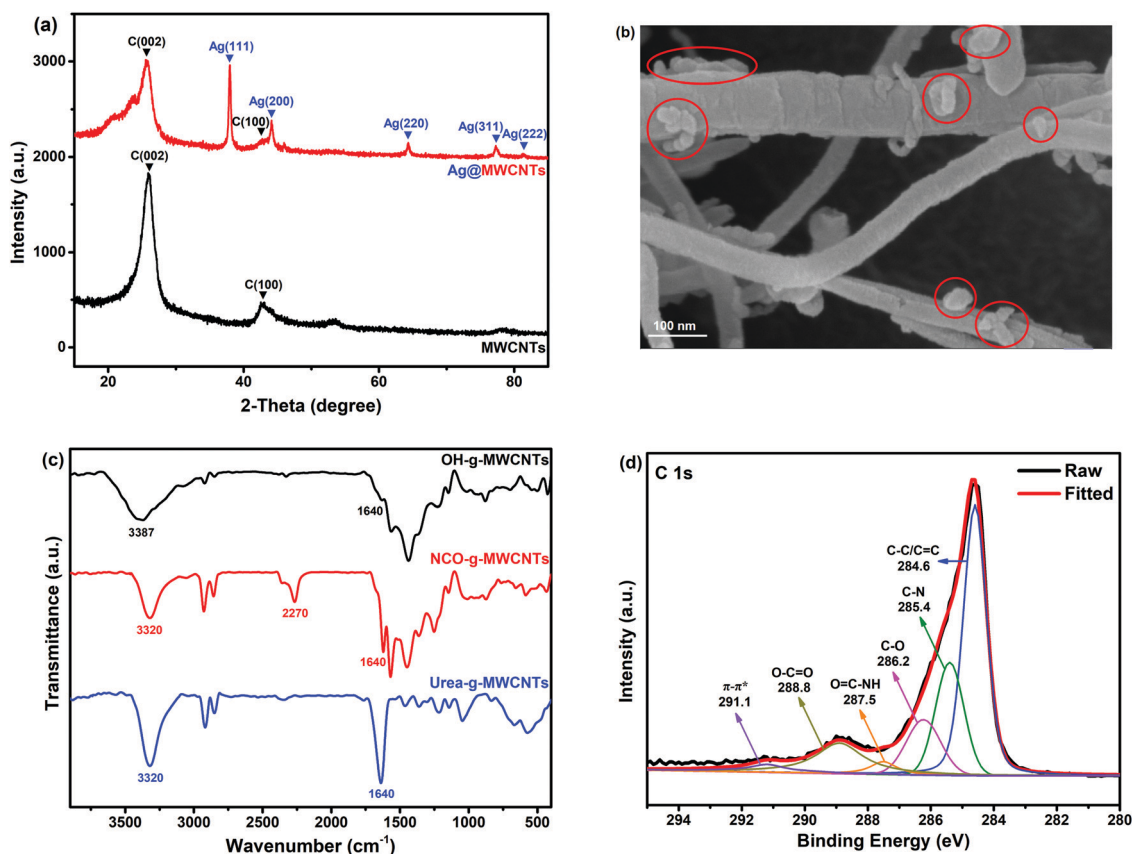 (a)
C(002)
Ag(111)
Ag(200)
C(100)
Ag(220)
Ag(311)
Ag(222)
Ag@MWCNTs
C(002)
C(100)
MWCNTs
3000
2000
1000
0
Intensity (a.u.)
20
40
60
80
2-Theta (degree)
(b)
100 nm
(c)
OH-g-MWCNTs
3387
1640
NCO-g-MWCNTs
3320
2270
1640
Urea-g-MWCNTs
3320
1640
Transmittance (a.u.)
3500
3000
2500
2000
1500
1000
500
Wavenumber (cm⁻¹)
(d)
C 1s
Raw
Fitted
C-C/C=C
284.6
C-N
285.4
C-O
286.2
O=C-NH
287.5
O-C=O
288.8
π-π*
291.1
Intensity (a.u.)
294
292
290
288
286
284
282
280
Binding Energy (eV)